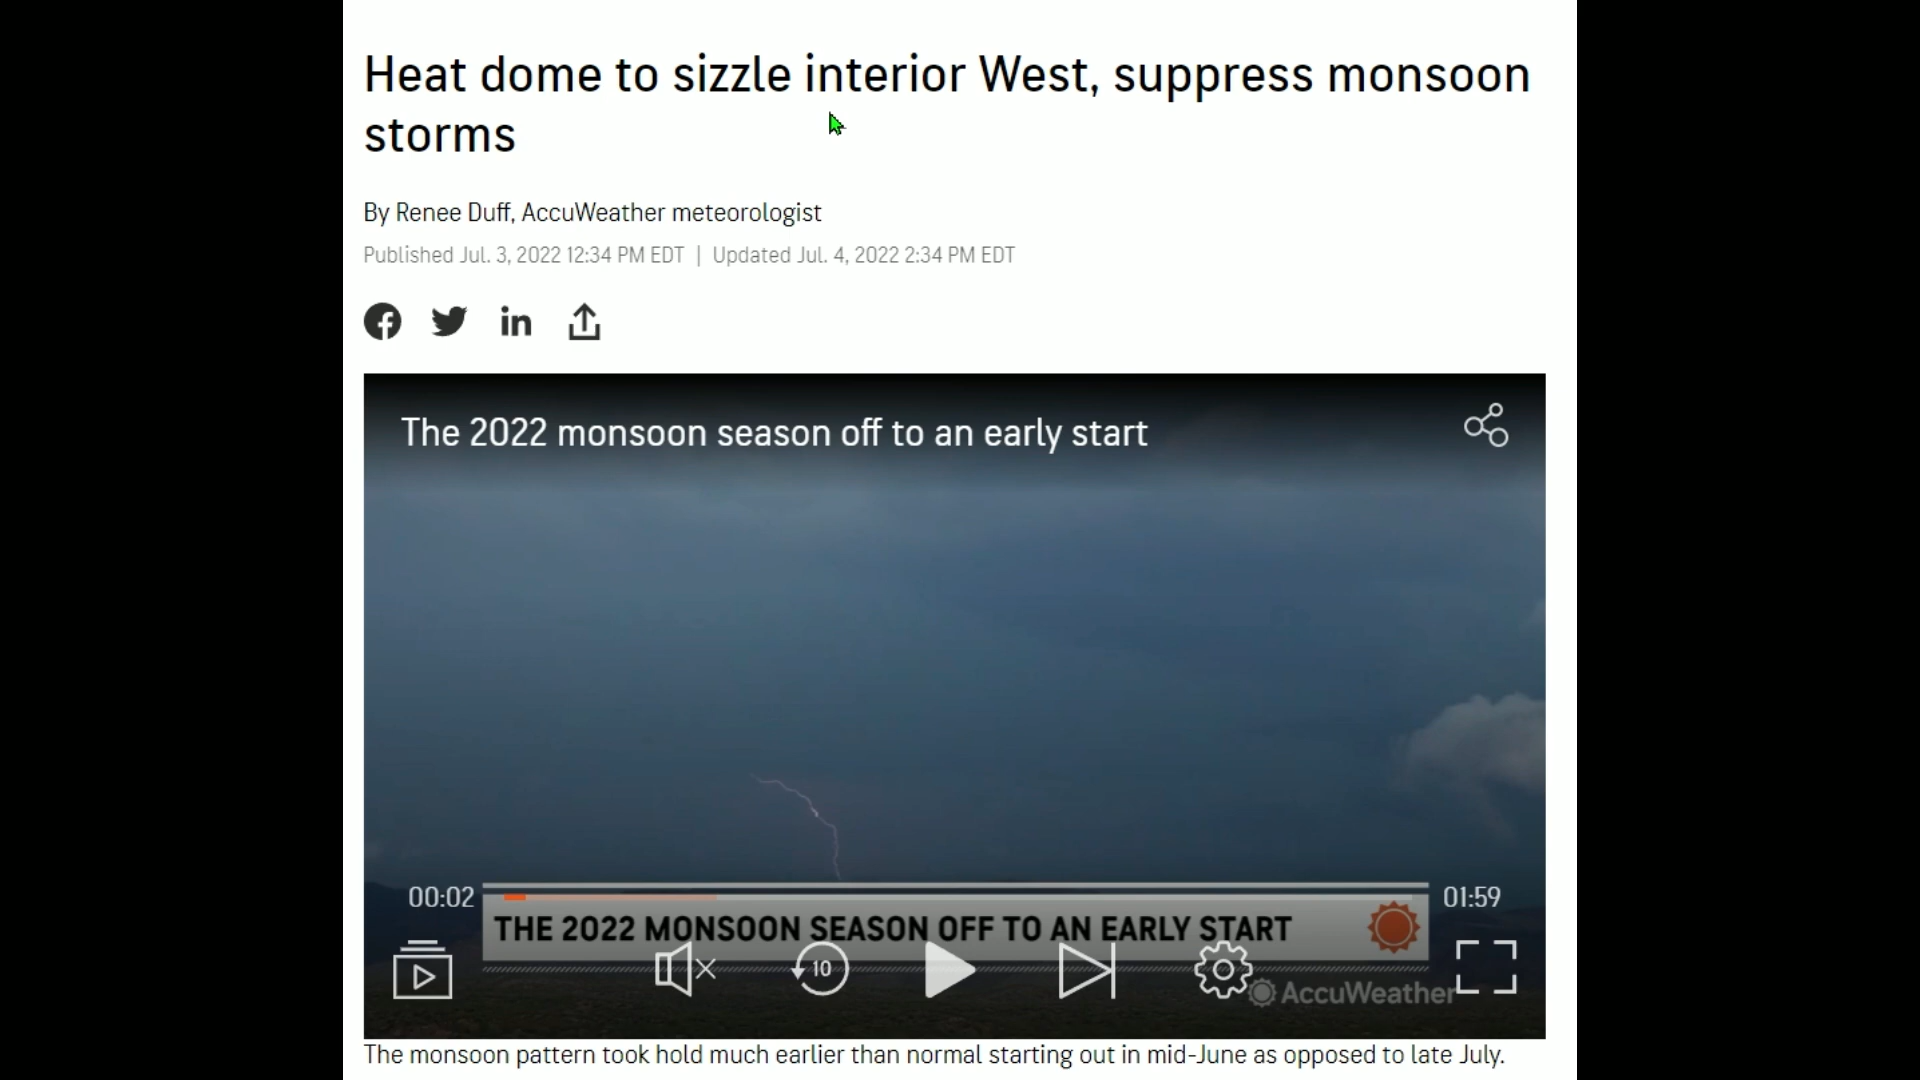 Heat dome to sizzle interior West, suppress monsoon
storms
By Renee Duff, AccuWeather meteorologist
Published Jul. 3, 2022 12:34 PM EDT | Updated Jul. 4, 2022 2:34 PM EDT
The 2022 monsoon season off to an early start
00:02
01:59
THE 2022 MONSOON SEASON OFF TO AN EARLY START
10
AccuWeather
The monsoon pattern took hold much earlier than normal starting out in mid-June as opposed to late July.